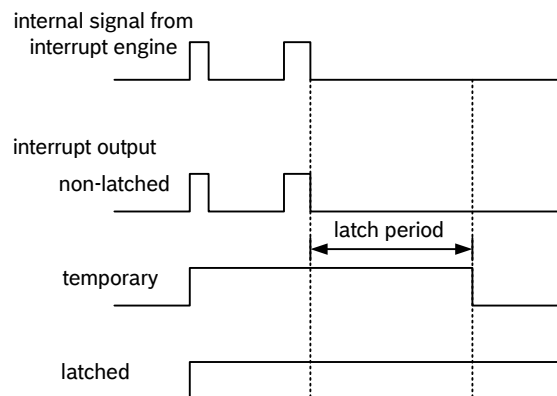 internal signal from
interrupt engine
interrupt output
non-latched
latch period
temporary
latched